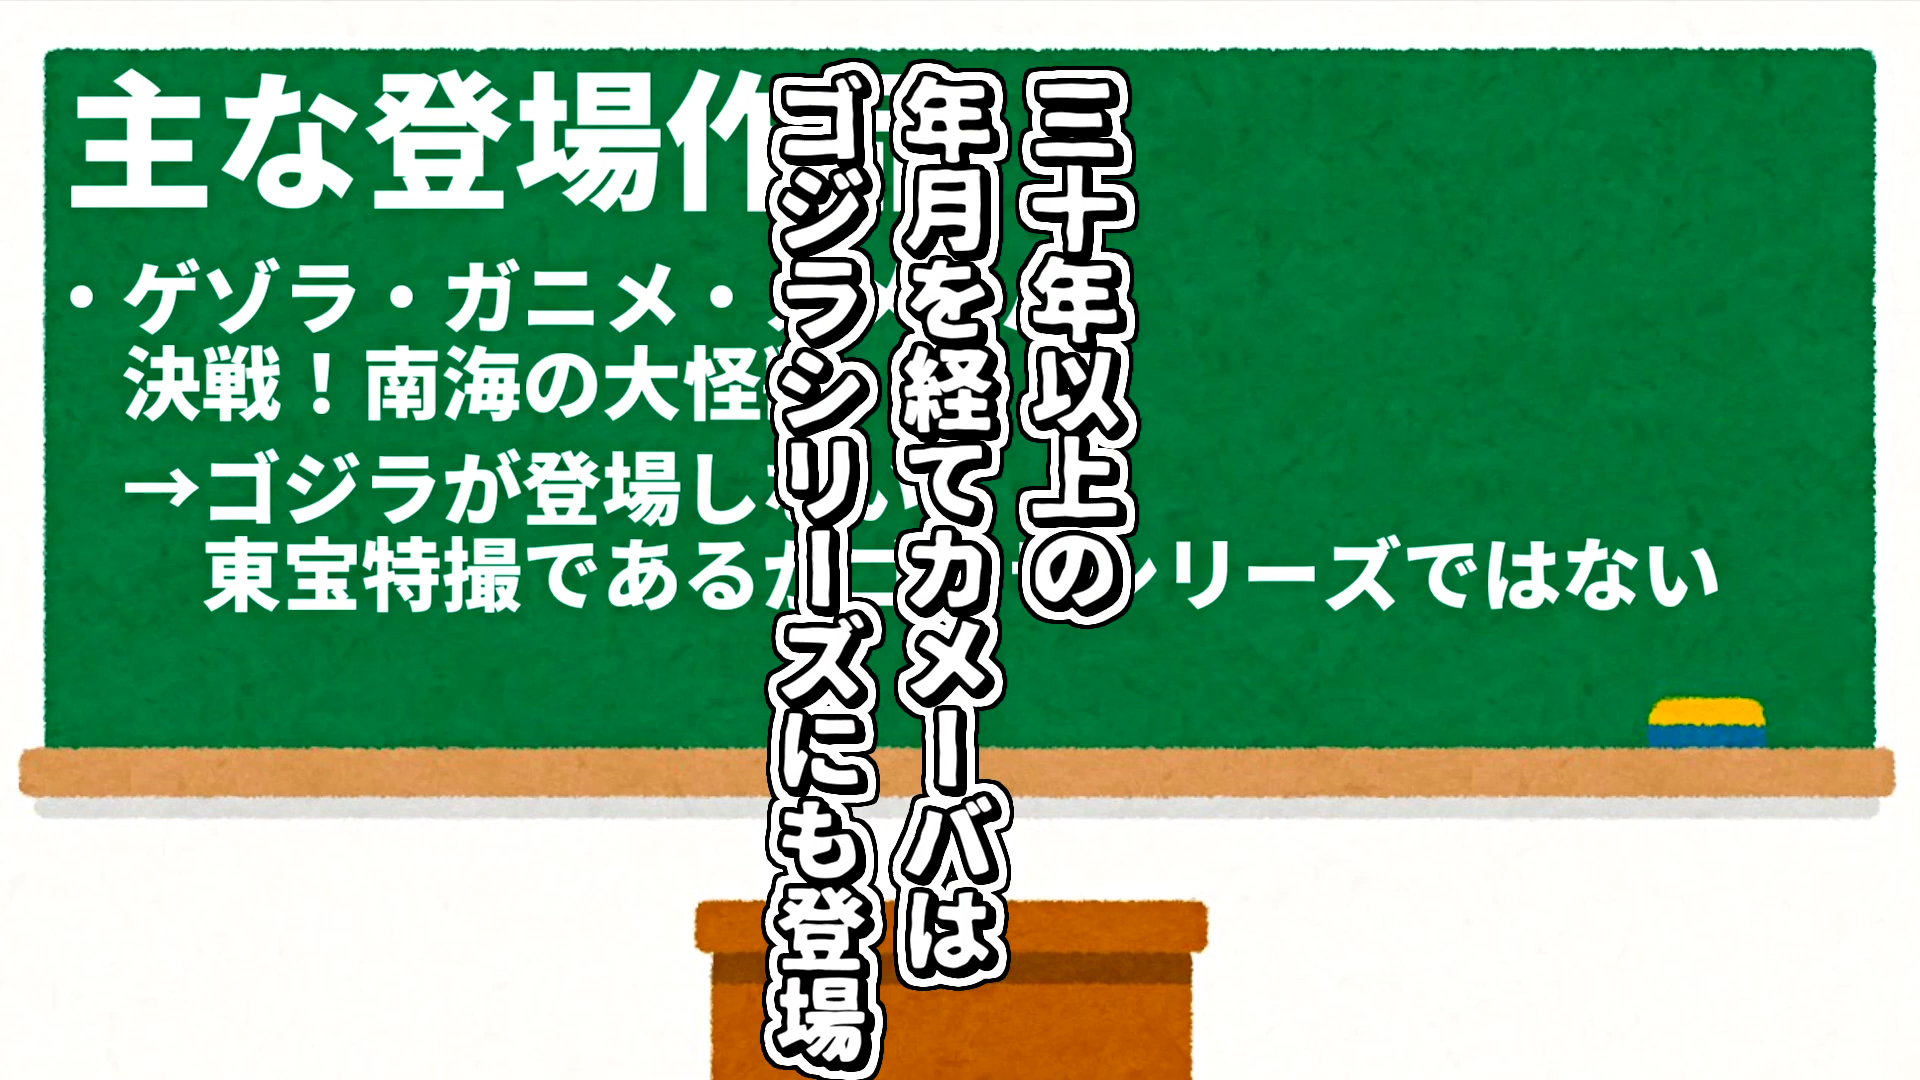 主な登場作
・ゲゾラ・ガニメ・
決戦！南海の大怪
→ゴジラが登場し
東宝特撮である
シリーズではない
三十年以上の
年月を経てカメーバは
ゴジラシリーズにも登場